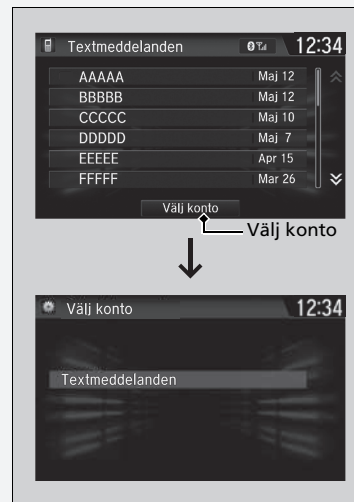 Textmeddelanden 12:34
AAAAA Maj 12
BBBBB Maj 12
CCCCC Maj 10
DDDDD Maj 7
EEEEE Apr 15
FFFFF Mar 26
Välj konto
Välj konto
Välj konto 12:34
Textmeddelanden